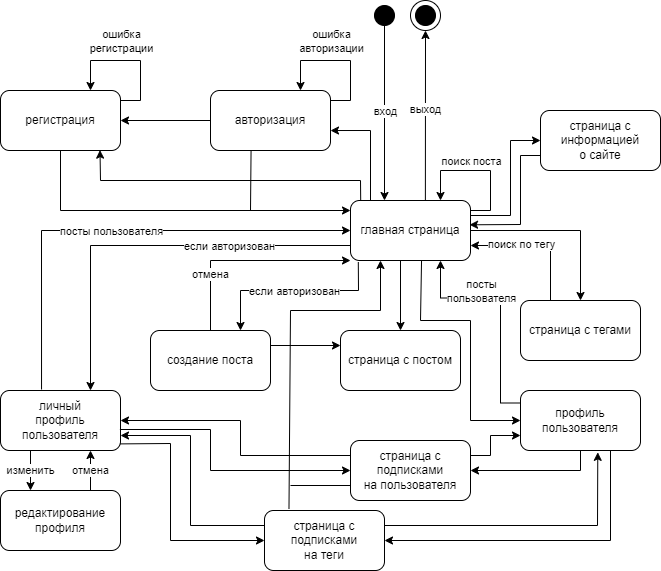 ошибка
регистрации
ошибка
авторизации
регистрация
авторизация
вход
выход
страница с
информацией
о сайте
поиск поста
главная страница
посты пользователя
если авторизован
поиск по тегу
отмена
если авторизован
посты
пользователя
создание поста
страница с постом
страница с тегами
личный
профиль
пользователя
профиль
пользователя
страница с
подписками
на пользователя
изменить
отмена
редактирование
профиля
страница с
подписками
на теги